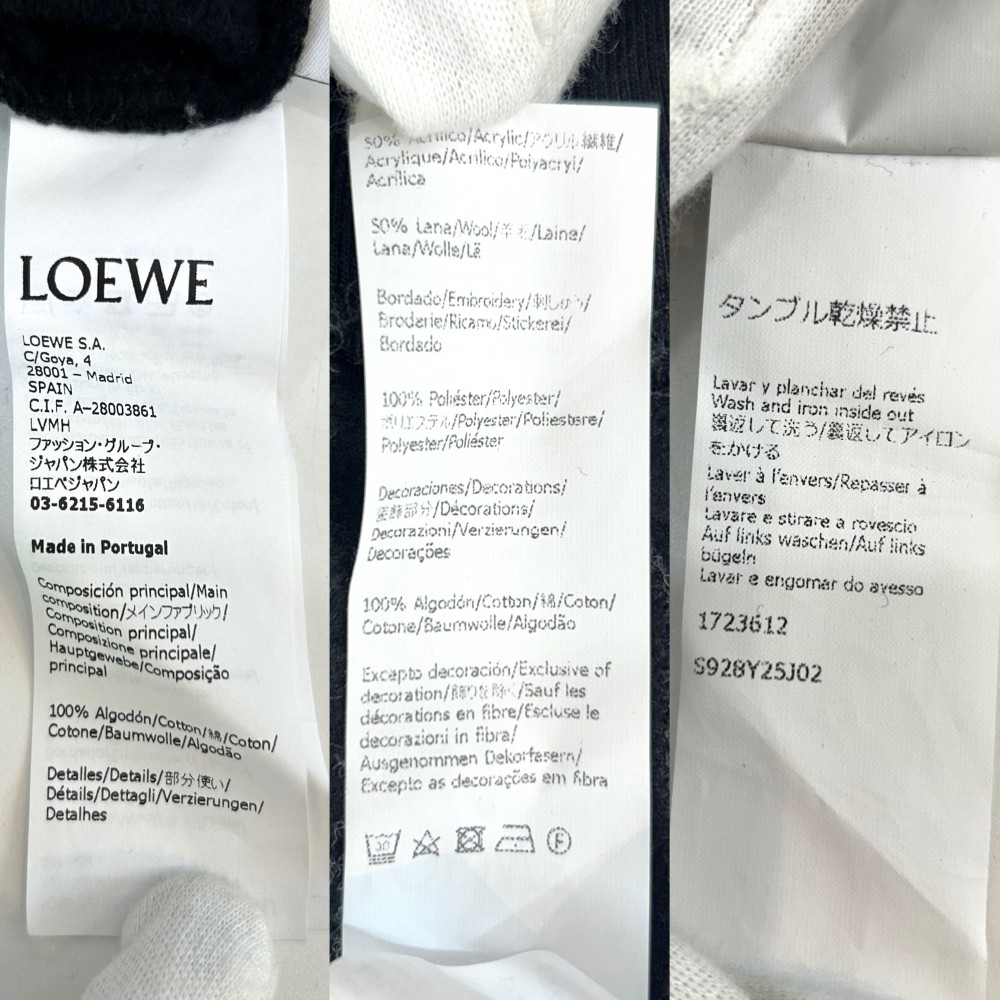 LOEWE
LOEWE S.A.
C/Goya, 4
28001 – Madrid
SPAIN
C.I.F. A-28003861
LVMH
ファッション・グループ・
ジャパン株式会社
ロエベジャパン
03-6215-6116
Made in Portugal
Composición principal/Main
composition/メインファブリック/
Composition principal/
Composizione principale/
Hauptgewebe/Composição
principal
100% Algodón/Cotton/綿/Coton/
Cotone/Baumwolle/Algodão
Detalles/Details/部分使い/
Détails/Dettagli/Verzierungen/
Detalhes
50% Acrílico/Acrylic/アクリル繊維/
Acrylique/Acrilico/Polyacryl/
Acrílica
50% Lana/Wool/羊毛/Laine/
Lana/Wolle/Lã
Bordado/Embroidery/刺しゅう/
Broderie/Ricamo/Stickerei/
Bordado
100% Poliéster/Polyester/
ポリエステル/Polyester/Poliestere/
Polyester/Poliéster
Decoraciones/Decorations/
装飾部分/Décorations/
Decorazioni/Verzierungen/
Decorações
100% Algodón/Cotton/綿/Coton/
Cotone/Baumwolle/Algodão
Excepto decoración/Exclusive of
decoration/飾りを除く/Sauf les
décorations en fibre/Escluse le
decorazioni in fibra/
Ausgenommen Dekorfasern/
Excepto as decorações em fibra
30
F
タンブル乾燥禁止
Lavar y planchar del revés
Wash and iron inside out
裏返して洗う/裏返してアイロン
をかける
Laver à l'envers/Repasser à
l'envers
Lavare e stirare a rovescio
Auf links waschen/Auf links
bügeln
Lavar e engomar do avesso
1723612
S928Y25J02